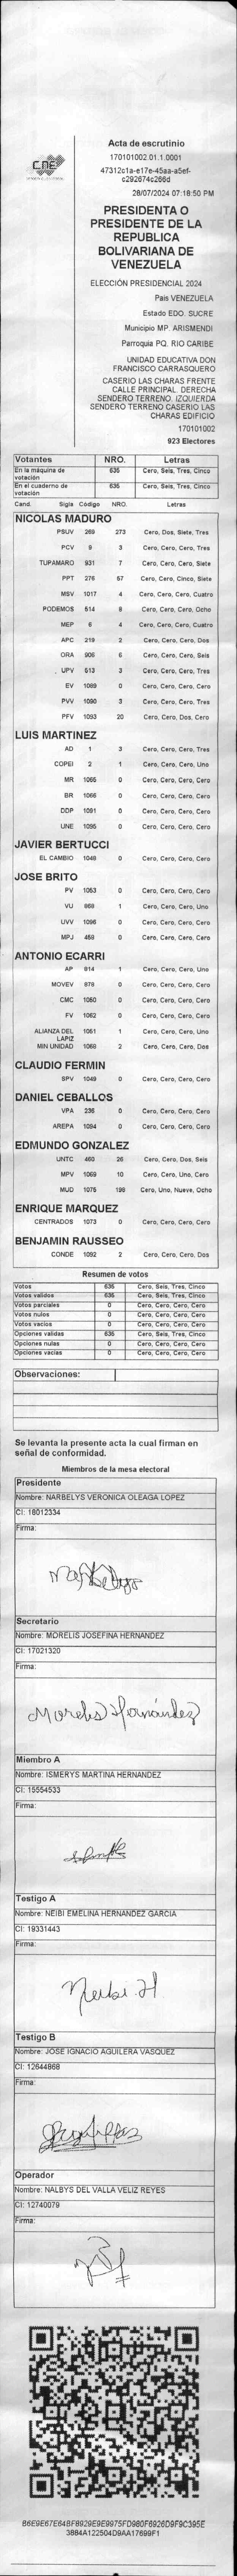 CNE
Acta de escrutinio
170101002.01.1.0001
47312c1a-e17e-45aa-a5ef-
c292674c266d
28/07/2024 07:18:50 PM
PRESIDENTA O
PRESIDENTE DE LA
REPUBLICA
BOLIVARIANA DE
VENEZUELA
ELECCIÓN PRESIDENCIAL 2024
Pais VENEZUELA
Estado EDO. SUCRE
Municipio MP. ARISMENDI
Parroquia PQ. RIO CARIBE
UNIDAD EDUCATIVA DON
FRANCISCO CARRASQUERO
CASERIO LAS CHARAS FRENTE
CALLE PRINCIPAL. DERECHA
SENDERO TERRENO. IZQUIERDA
SENDERO TERRENO CASERIO LAS
CHARAS EDIFICIO
170101002
923 Electores
Votantes NRO. Letras
En la máquina de votación 635 Cero, Seis, Tres, Cinco
En el cuaderno de votación 635 Cero, Seis, Tres, Cinco
Cand. Sigla Código NRO. Letras
NICOLAS MADURO
PSUV 268 273 Cero, Dos, Siete, Tres
PCV 9 3 Cero, Cero, Cero, Tres
TUPAMARO 931 7 Cero, Cero, Cero, Siete
PPT 276 57 Cero, Cero, Cinco, Siete
MSV 1017 4 Cero, Cero, Cero, Cuatro
PODEMOS 514 8 Cero, Cero, Cero, Ocho
MEP 6 4 Cero, Cero, Cero, Cuatro
APC 219 2 Cero, Cero, Cero, Dos
ORA 906 6 Cero, Cero, Cero, Seis
UPV 513 3 Cero, Cero, Cero, Tres
EV 1089 0 Cero, Cero, Cero, Cero
PVV 1090 3 Cero, Cero, Cero, Tres
PFV 1093 20 Cero, Cero, Dos, Cero
LUIS MARTINEZ
AD 1 3 Cero, Cero, Cero, Tres
COPEI 2 1 Cero, Cero, Cero, Uno
MR 1065 0 Cero, Cero, Cero, Cero
BR 1066 0 Cero, Cero, Cero, Cero
DDP 1091 0 Cero, Cero, Cero, Cero
UNE 1095 0 Cero, Cero, Cero, Cero
JAVIER BERTUCCI
EL CAMBIO 1048 0 Cero, Cero, Cero, Cero
JOSE BRITO
PV 1053 0 Cero, Cero, Cero, Cero
VU 868 1 Cero, Cero, Cero, Uno
UVV 1096 0 Cero, Cero, Cero, Cero
MPJ 458 0 Cero, Cero, Cero, Cero
ANTONIO ECARRI
AP 814 1 Cero, Cero, Cero, Uno
MOVEV 878 0 Cero, Cero, Cero, Cero
CMC 1050 0 Cero, Cero, Cero, Cero
FV 1062 0 Cero, Cero, Cero, Cero
ALIANZA DEL LAPIZ 1051 1 Cero, Cero, Cero, Uno
MIN UNIDAD 1068 2 Cero, Cero, Cero, Dos
CLAUDIO FERMIN
SPV 1049 0 Cero, Cero, Cero, Cero
DANIEL CEBALLOS
VPA 236 0 Cero, Cero, Cero, Cero
AREPA 1094 0 Cero, Cero, Cero, Cero
EDMUNDO GONZALEZ
UNTC 460 26 Cero, Cero, Dos, Seis
MPV 1069 10 Cero, Cero, Uno, Cero
MUD 1075 198 Cero, Uno, Nueve, Ocho
ENRIQUE MARQUEZ
CENTRADOS 1073 0 Cero, Cero, Cero, Cero
BENJAMIN RAUSSEO
CONDE 1092 2 Cero, Cero, Cero, Dos
Resumen de votos
Votos 635 Cero, Seis, Tres, Cinco
Votos validos 635 Cero, Seis, Tres, Cinco
Votos parciales 0 Cero, Cero, Cero, Cero
Votos nulos 0 Cero, Cero, Cero, Cero
Votos vacios 0 Cero, Cero, Cero, Cero
Opciones validas 635 Cero, Seis, Tres, Cinco
Opciones nulas 0 Cero, Cero, Cero, Cero
Opciones vacias 0 Cero, Cero, Cero, Cero
Observaciones:
Se levanta la presente acta la cual firman en
señal de conformidad.
Miembros de la mesa electoral
Presidente
Nombre: NARBELYS VERONICA OLEAGA LOPEZ
CI: 18012334
Firma:
Secretario
Nombre: MORELIS JOSEFINA HERNANDEZ
CI: 17021320
Firma:
Morelis Hernández
Miembro A
Nombre: ISMERYS MARTINA HERNANDEZ
CI: 15554533
Firma:
Testigo A
Nombre: NEIBI EMELINA HERNANDEZ GARCIA
CI: 19331443
Firma:
Neibi H
Testigo B
Nombre: JOSE IGNACIO AGUILERA VASQUEZ
CI: 12644868
Firma:
Operador
Nombre: NALBYS DEL VALLA VELIZ REYES
CI: 12740079
Firma:
B6E9E67E64BF8929E9E9975FD980F6926D9F9C395E
3884A122504D9AA17699F1